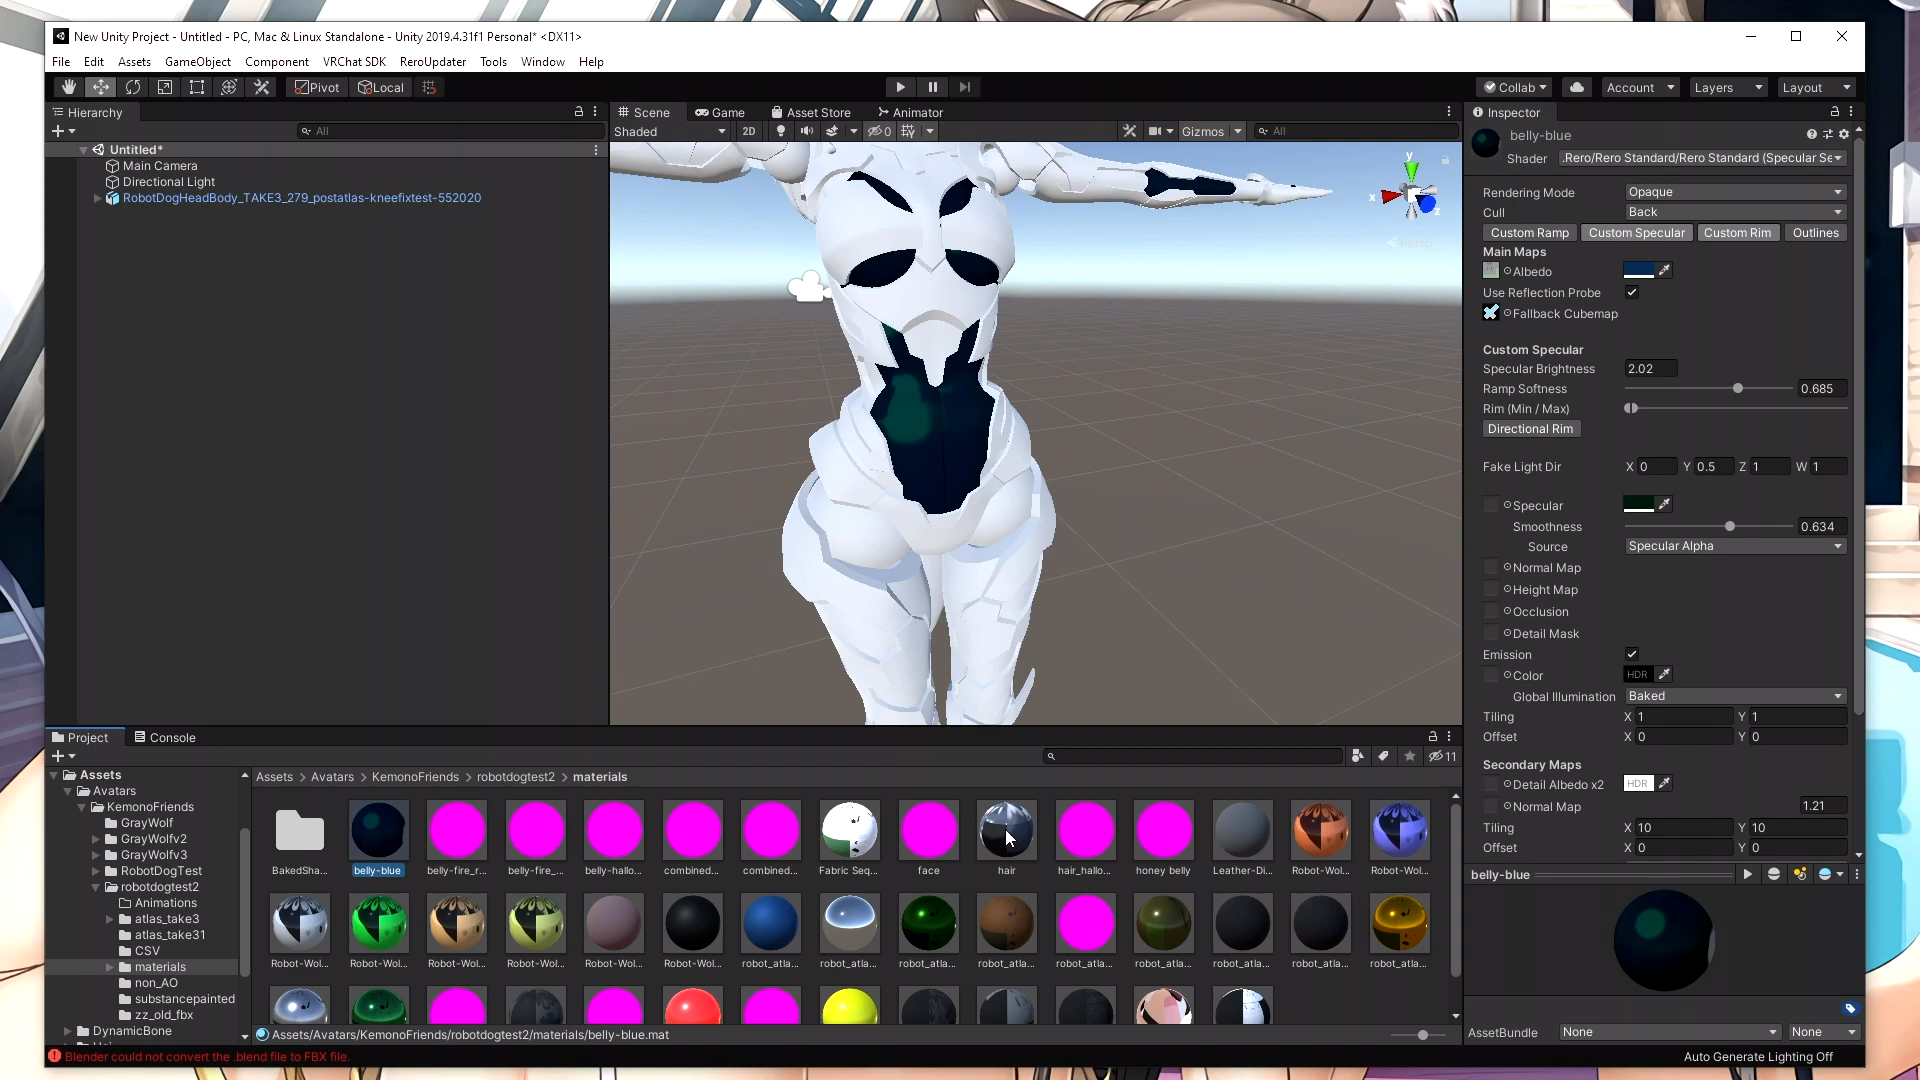 New Unity Project - Untitled - PC, Mac & Linux Standalone - Unity 2019.4.31f1 Personal* <DX11>
File Edit Assets GameObject Component VRChat SDK ReroUpdater Tools Window Help
Pivot Local Collab Account Layers Layout
Hierarchy
All
Untitled*
Main Camera
Directional Light
RobotDogHeadBody_TAKE3_279_postatlas-kneefixtest-552020
Scene Game Asset Store Animator
Shaded 2D 0 Gizmos All
y
x
z
Persp
Inspector
belly-blue
Shader .Rero/Rero Standard/Rero Standard (Specular Se
Rendering Mode Opaque
Cull Back
Custom Ramp Custom Specular Custom Rim Outlines
Main Maps
Albedo
Use Reflection Probe
Fallback Cubemap
Custom Specular
Specular Brightness 2.02
Ramp Softness 0.685
Rim (Min / Max)
Directional Rim
Fake Light Dir X 0 Y 0.5 Z 1 W 1
Specular
Smoothness 0.634
Source Specular Alpha
Normal Map
Height Map
Occlusion
Detail Mask
Emission
Color HDR
Global Illumination Baked
Tiling X 1 Y 1
Offset X 0 Y 0
Secondary Maps
Detail Albedo x2 HDR
Normal Map 1.21
Tiling X 10 Y 10
Offset X 0 Y 0
belly-blue
AssetBundle None None
Project Console
11
Assets
Avatars
KemonoFriends
GrayWolf
GrayWolfv2
GrayWolfv3
RobotDogTest
robotdogtest2
Animations
atlas_take3
atlas_take31
CSV
materials
non_AO
substancepainted
zz_old_fbx
DynamicBone
Assets > Avatars > KemonoFriends > robotdogtest2 > materials
BakedSha... belly-blue belly-fire_r... belly-fire_... belly-hallo... combined... combined... Fabric Seq... face hair hair_hallo... honey belly Leather-Di... Robot-Wol... Robot-Wol...
Robot-Wol... Robot-Wol... Robot-Wol... Robot-Wol... Robot-Wol... Robot-Wol... robot_atla... robot_atla... robot_atla... robot_atla... robot_atla... robot_atla... robot_atla... robot_atla... robot_atla...
Assets/Avatars/KemonoFriends/robotdogtest2/materials/belly-blue.mat
Blender could not convert the .blend file to FBX file.
Auto Generate Lighting Off